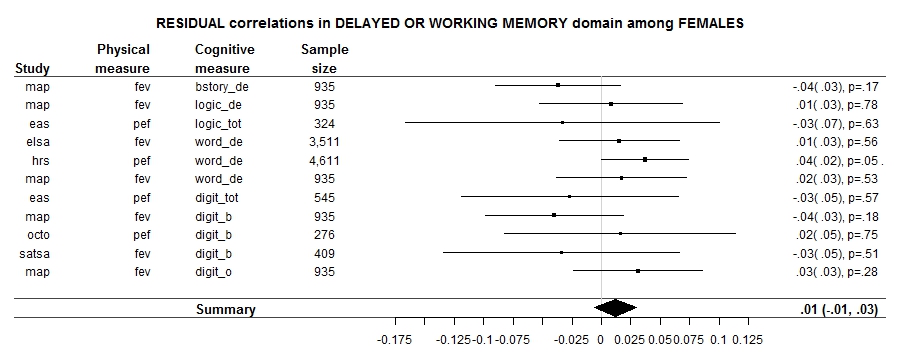 RESIDUAL correlations in DELAYED OR WORKING MEMORY domain among FEMALES
Physical Cognitive Sample
Study measure measure size
map fev bstory_de 935 -.04( .03), p=.17
map fev logic_de 935 .01( .03), p=.78
eas pef logic_tot 324 -.03( .07), p=.63
elsa fev word_de 3,511 .01( .03), p=.56
hrs pef word_de 4,611 .04( .02), p=.05 .
map fev word_de 935 .02( .03), p=.53
eas pef digit_tot 545 -.03( .05), p=.57
map fev digit_b 935 -.04( .03), p=.18
octo pef digit_b 276 .02( .05), p=.75
satsa fev digit_b 409 -.03( .05), p=.51
map fev digit_o 935 .03( .03), p=.28
Summary .01 (-.01, .03)
-0.175 -0.125 -0.1 -0.075 -0.025 0 0.025 0.05 0.075 0.1 0.125